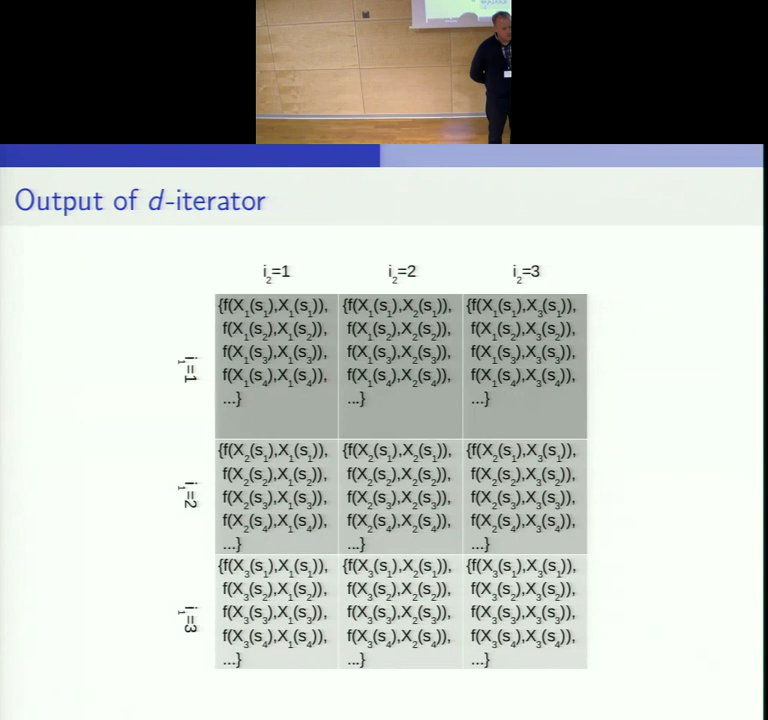 Output of d-iterator
i₂=1 i₂=2 i₂=3
i₁=1
{f(X₁(s₁),X₁(s₁)), {f(X₁(s₁),X₂(s₁)), {f(X₁(s₁),X₃(s₁)),
f(X₁(s₂),X₁(s₂)), f(X₁(s₂),X₂(s₂)), f(X₁(s₂),X₃(s₂)),
f(X₁(s₃),X₁(s₃)), f(X₁(s₃),X₂(s₃)), f(X₁(s₃),X₃(s₃)),
f(X₁(s₄),X₁(s₄)), f(X₁(s₄),X₂(s₄)), f(X₁(s₄),X₃(s₄)),
...} ...} ...}
i₁=2
{f(X₂(s₁),X₁(s₁)), {f(X₂(s₁),X₂(s₁)), {f(X₂(s₁),X₃(s₁)),
f(X₂(s₂),X₁(s₂)), f(X₂(s₂),X₂(s₂)), f(X₂(s₂),X₃(s₂)),
f(X₂(s₃),X₁(s₃)), f(X₂(s₃),X₂(s₃)), f(X₂(s₃),X₃(s₃)),
f(X₂(s₄),X₁(s₄)), f(X₂(s₄),X₂(s₄)), f(X₂(s₄),X₃(s₄)),
...} ...} ...}
i₁=3
{f(X₃(s₁),X₁(s₁)), {f(X₃(s₁),X₂(s₁)), {f(X₃(s₁),X₃(s₁)),
f(X₃(s₂),X₁(s₂)), f(X₃(s₂),X₂(s₂)), f(X₃(s₂),X₃(s₂)),
f(X₃(s₃),X₁(s₃)), f(X₃(s₃),X₂(s₃)), f(X₃(s₃),X₃(s₃)),
f(X₃(s₄),X₁(s₄)), f(X₃(s₄),X₂(s₄)), f(X₃(s₄),X₃(s₄)),
...} ...} ...}